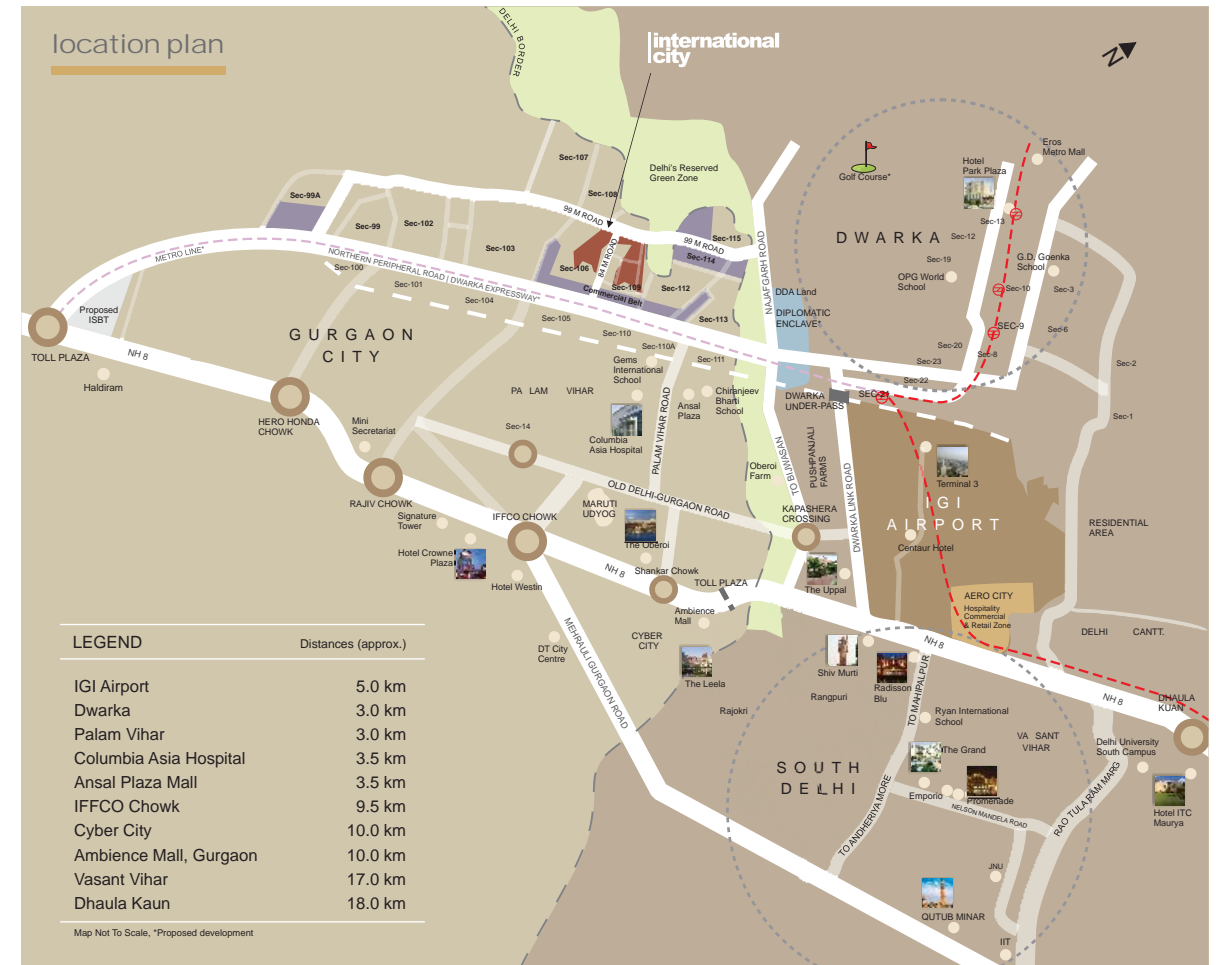 location plan
DELHI BORDER
international
city
N
Sec-107
Delhi's Reserved
Green Zone
Golf Course*
Hotel
Park Plaza
Eros
Metro Mall
Sec-99A
Sec-108
99 M ROAD
Sec-99
Sec-102
Sec-103
Sec-13
DWARKA
Sec-12
99 M ROAD
Sec-115
Sec-114
NAJAFGARH ROAD
METRO LINE*
NORTHERN PERIPHERAL ROAD / DWARKA EXPRESSWAY*
84 M ROAD
Sec-106
Sec-109
Sec-112
Commercial Belt
Sec-113
Sec-100
Sec-101
Sec-104
Sec-105
Sec-110
Sec-110A
Sec-111
Sec-19
OPG World
School
G.D. Goenka
School
Sec-10
Sec-3
DDA Land
DIPLOMATIC
ENCLAVE*
SEC-9
Sec-6
Sec-20
Sec-8
Sec-23
Sec-22
Sec-2
Sec-1
SEC-21
Proposed
ISBT
GURGAON
CITY
TOLL PLAZA
NH 8
Haldiram
HERO HONDA
CHOWK
Mini
Secretariat
PA LAM VIHAR
Gems
International
School
Sec-14
Columbia
Asia Hospital
PALAM VIHAR ROAD
Ansal
Plaza
Chiranjeev
Bharti
School
DWARKA
UNDER-PASS
Oberoi
Farm
TO BIJWASAN
PUSHPANJALI
FARMS
DWARKA LINK ROAD
Terminal 3
IGI
AIRPORT
Centaur Hotel
RESIDENTIAL
AREA
RAJIV CHOWK
Signature
Tower
IFFCO CHOWK
MARUTI
UDYOG
OLD DELHI-GURGAON ROAD
KAPASHERA
CROSSING
The Oberoi
Hotel Crowne
Plaza
Hotel Westin
NH 8
Shankar Chowk
TOLL PLAZA
The Uppal
AERO CITY
Hospitality
Commercial
& Retail Zone
Ambience
Mall
MEHRAULI GURGAON ROAD
DT City
Centre
CYBER
CITY
The Leela
Rajokri
Shiv Murti
Rangpuri
Radisson
Blu
TO MAHIPALPUR
NH 8
DELHI CANTT.
NH 8
DHAULA
KUAN
Ryan International
School
VA SANT
VIHAR
Delhi University
South Campus
The Grand
SOUTH
DELHI
Emporio
Promenade
NELSON MANDELA ROAD
TO ANDHERIYA MORE
RAO TULA RAM MARG
Hotel ITC
Maurya
JNU
QUTUB MINAR
IIT
LEGEND Distances (approx.)
IGI Airport 5.0 km
Dwarka 3.0 km
Palam Vihar 3.0 km
Columbia Asia Hospital 3.5 km
Ansal Plaza Mall 3.5 km
IFFCO Chowk 9.5 km
Cyber City 10.0 km
Ambience Mall, Gurgaon 10.0 km
Vasant Vihar 17.0 km
Dhaula Kaun 18.0 km
Map Not To Scale, *Proposed development